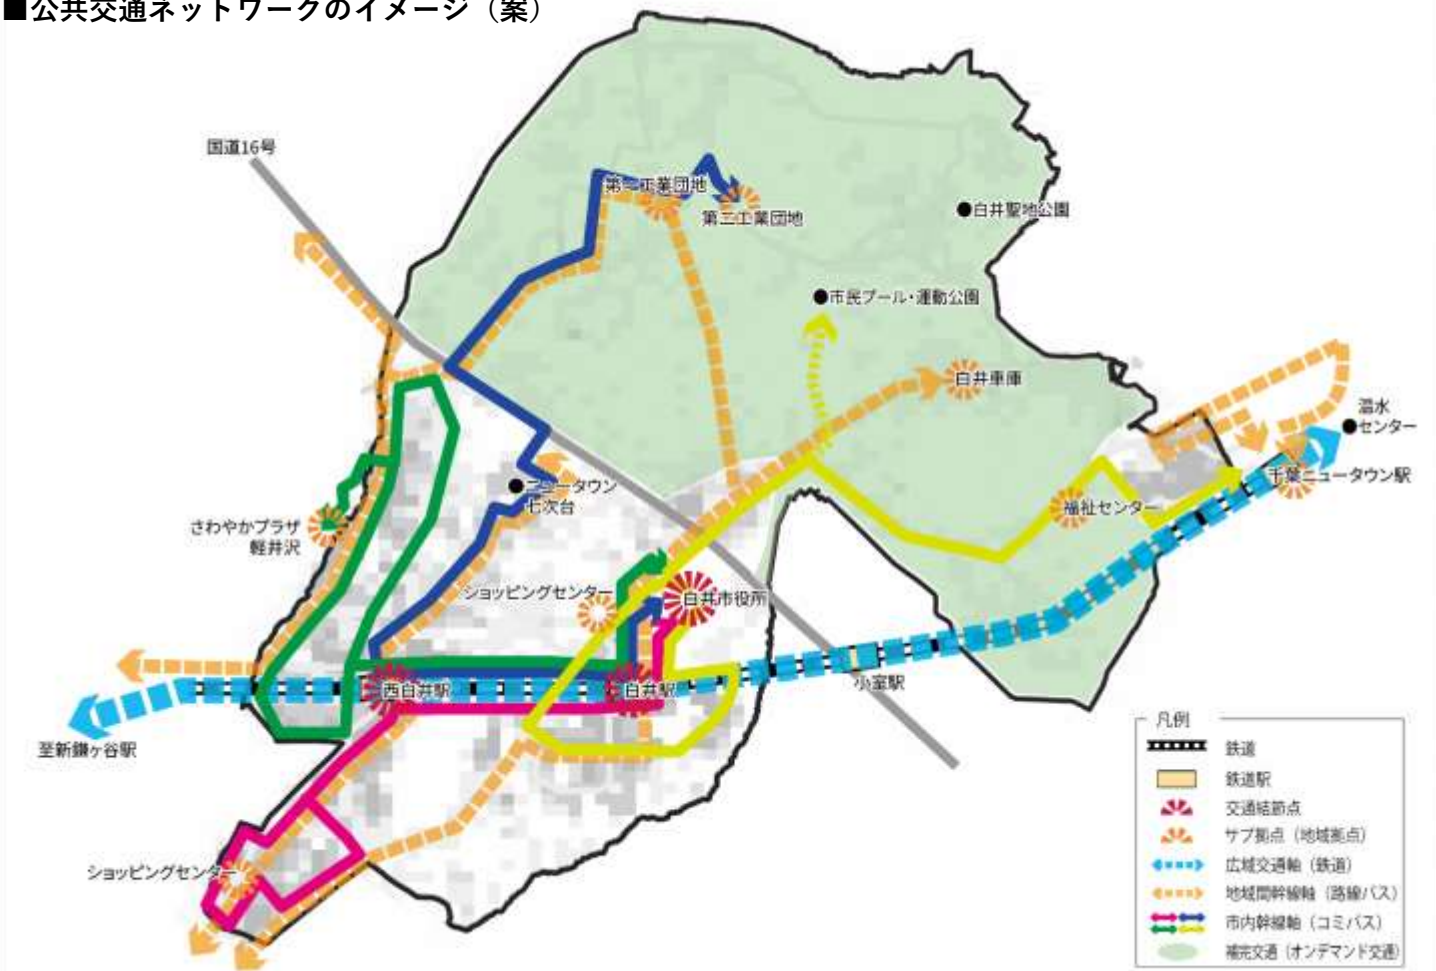 ■公共交通ネットワークのイメージ（案）
国道16号
第一工業団地
第二工業団地
●白井聖地公園
●市民プール・運動公園
白井車庫
温水
●センター
千葉ニュータウン駅
●ニュータウン
七次台
福祉センター
さわやかプラザ
軽井沢
ショッピングセンター
白井市役所
西白井駅
白井駅
小室駅
至新鎌ヶ谷駅
ショッピングセンター
凡例
鉄道
鉄道駅
交通結節点
サブ拠点（地域拠点）
広域交通軸（鉄道）
地域間幹線軸（路線バス）
市内幹線軸（コミバス）
補完交通（オンデマンド交通）